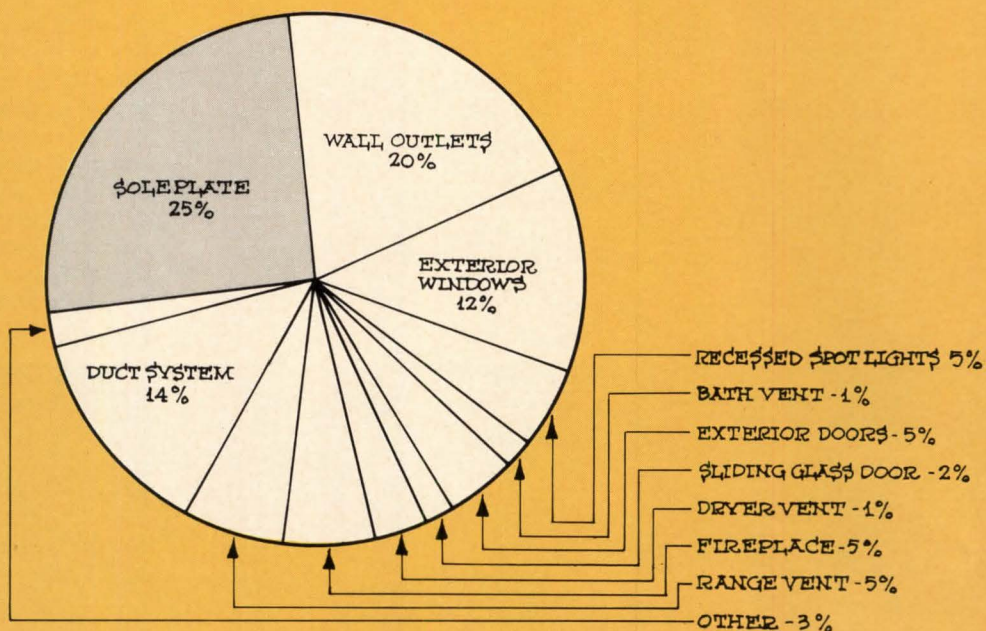 WALL OUTLETS
20%
SOLEPLATE
25%
EXTERIOR
WINDOWS
12%
DUCT SYSTEM
14%
RECESSED SPOT LIGHTS 5%
BATH VENT - 1%
EXTERIOR DOORS - 5%
SLIDING GLASS DOOR - 2%
DRYER VENT - 1%
FIREPLACE - 5%
RANGE VENT - 5%
OTHER - 3%